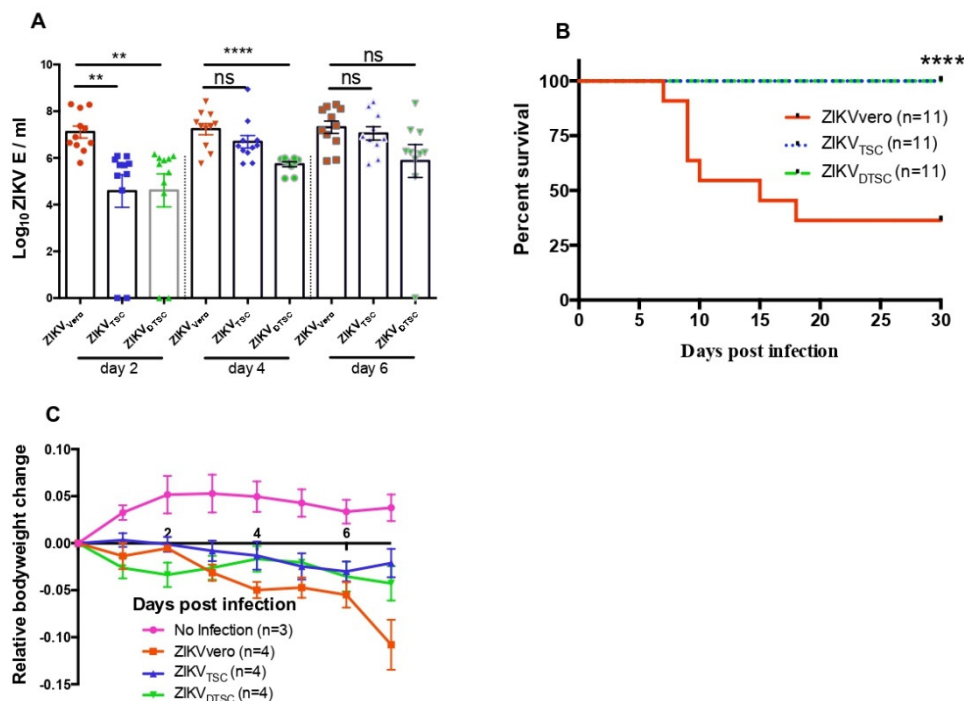 A
** ****  ns
** ns ns
10
8
6
4
2
0
Log10 ZIKV E / ml
ZIKVvero ZIKVTSC ZIKVDTSC ZIKVvero ZIKVTSC ZIKVDTSC ZIKVvero ZIKVTSC ZIKVDTSC
day 2 day 4 day 6
B
****
100
75
50
25
0
Percent survival
ZIKVvero (n=11)
ZIKVTSC (n=11)
ZIKVDTSC (n=11)
0 5 10 15 20 25 30
Days post infection
C
0.10
0.05
0.00
-0.05
-0.10
-0.15
Relative bodyweight change
2 4 6
Days post infection
No Infection (n=3)
ZIKVvero (n=4)
ZIKVTSC (n=4)
ZIKVDTSC (n=4)